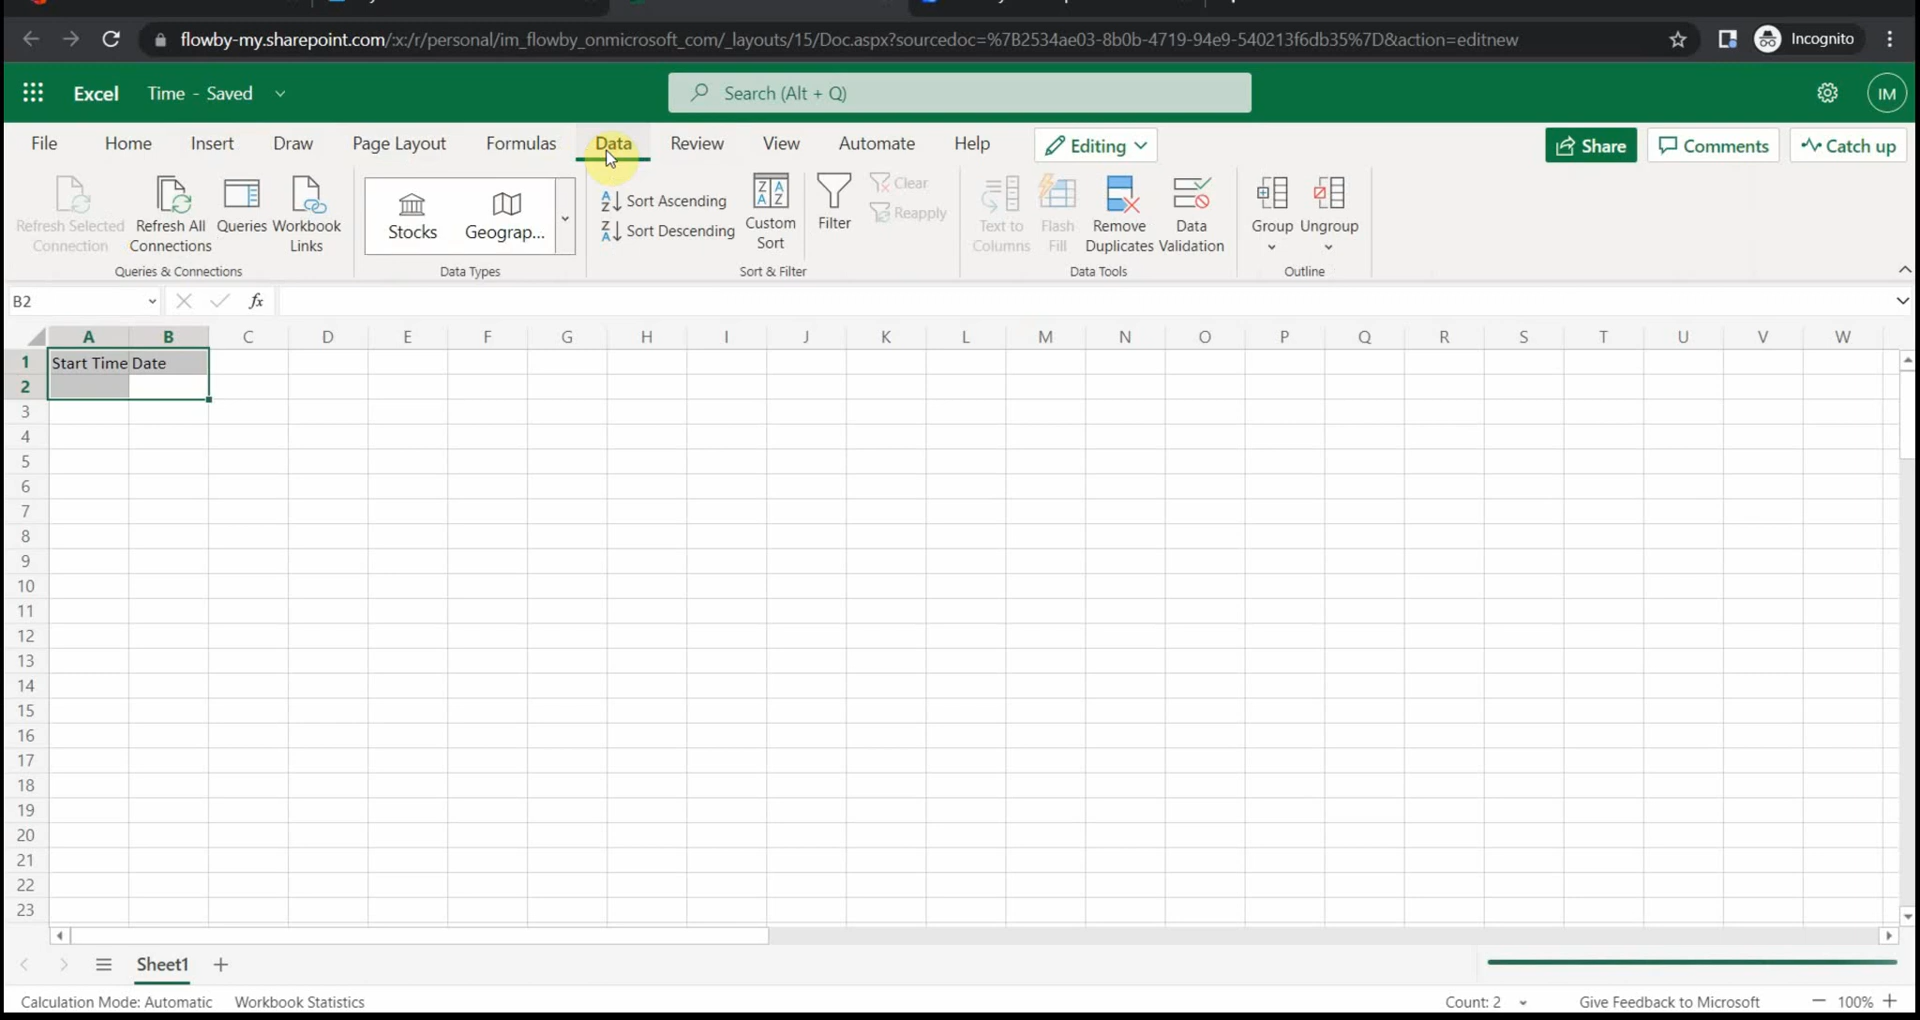 flowby-my.sharepoint.com/:x:/r/personal/im_flowby_onmicrosoft_com/_layouts/15/Doc.aspx?sourcedoc=%7B2534ae03-8b0b-4719-94e9-540213f6db35%7D&action=editnew
Incognito
Excel Time - Saved
Search (Alt + Q)
IM
File Home Insert Draw Page Layout Formulas Data Review View Automate Help Editing Share Comments Catch up
Refresh Selected Connection
Refresh All Connections
Queries
Workbook Links
Queries & Connections
Stocks
Geograp...
Data Types
Sort Ascending
Sort Descending
Custom Sort
Filter
Clear
Reapply
Sort & Filter
Text to Columns
Flash Fill
Remove Duplicates
Data Validation
Data Tools
Group
Ungroup
Outline
B2
fx
A B C D E F G H I J K L M N O P Q R S T U V W
1 Start Time Date
2
3
4
5
6
7
8
9
10
11
12
13
14
15
16
17
18
19
20
21
22
23
Sheet1
Calculation Mode: Automatic Workbook Statistics Count: 2 Give Feedback to Microsoft 100%